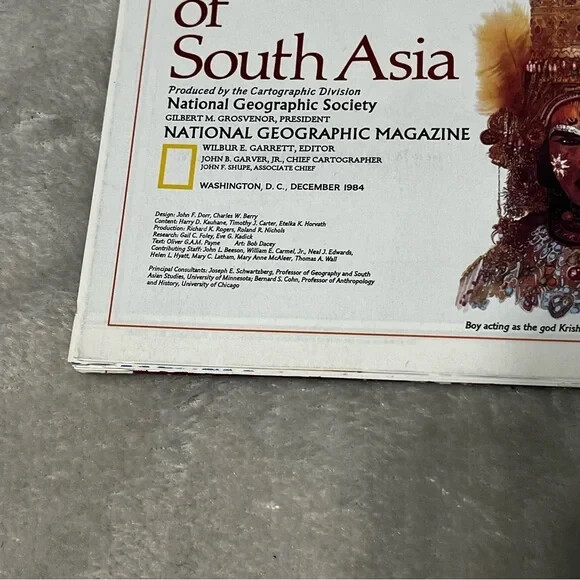 of
South Asia
Produced by the Cartographic Division
National Geographic Society
GILBERT M. GROSVENOR, PRESIDENT
NATIONAL GEOGRAPHIC MAGAZINE
WILBUR E. GARRETT, EDITOR
JOHN B. GARVER, JR., CHIEF CARTOGRAPHER
JOHN F. SHUPE, ASSOCIATE CHIEF
WASHINGTON, D. C., DECEMBER 1984
Design: John F. Dorr, Charles W. Berry
Content: Harry D. Kauhane, Timothy J. Carter, Etelka K. Horvath
Production: Richard K. Rogers, Roland R. Nichols
Research: Gail C. Foley, Eve G. Kadick
Text: Oliver G.A.M. Payne Art: Bob Dacey
Contributing Staff: John L. Beeson, William E. Carmel, Jr., Neal J. Edwards,
Helen L. Hyatt, Mary C. Latham, Mary Anne McAleer, Thomas A. Wall
Principal Consultants: Joseph E. Schwartzberg, Professor of Geography and South
Asian Studies, University of Minnesota; Bernard S. Cohn, Professor of Anthropology
and History, University of Chicago
Boy acting as the god Krish